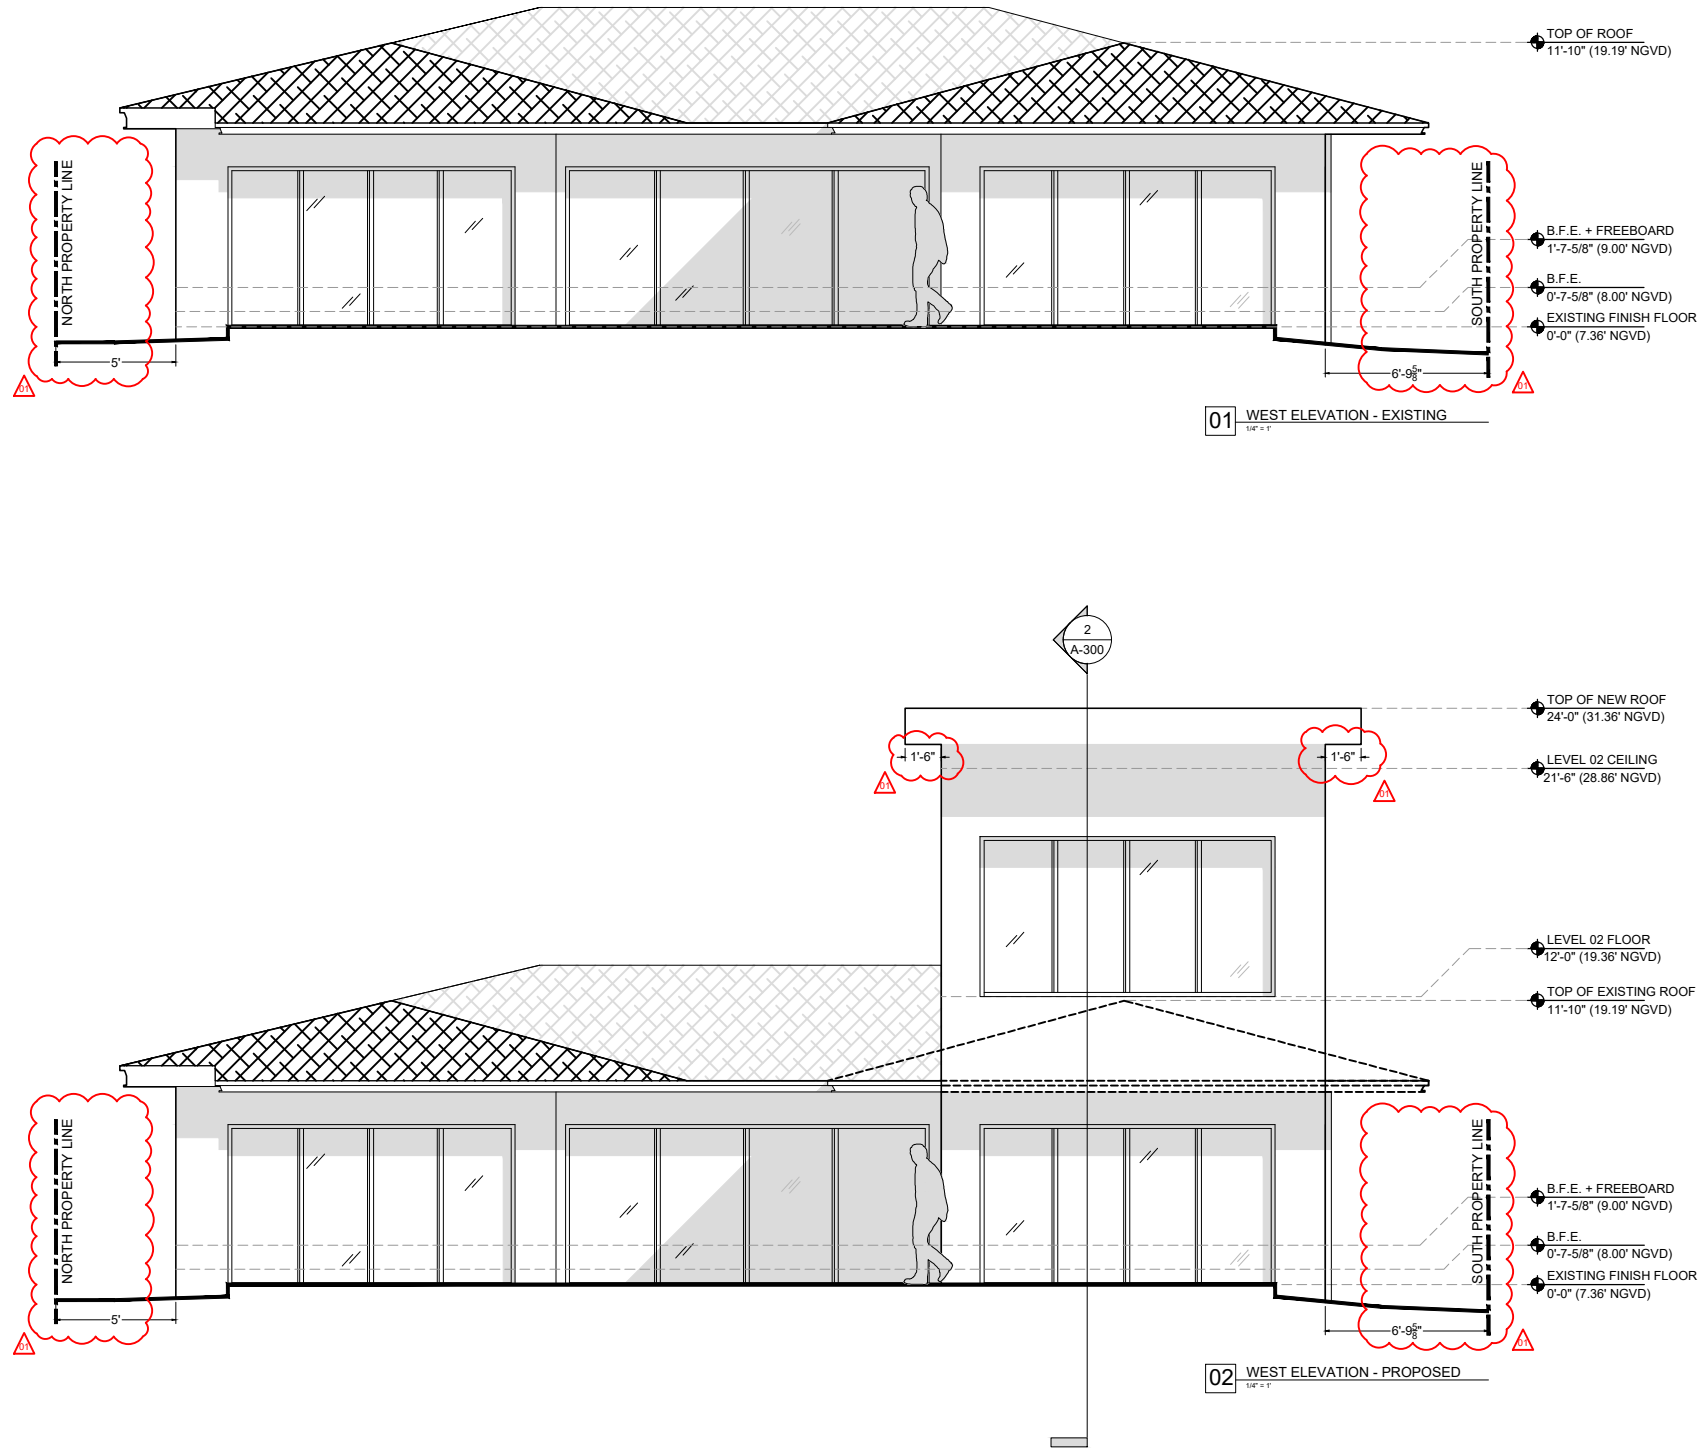 TOP OF ROOF
11'-10" (19.19' NGVD)
NORTH PROPERTY LINE
SOUTH PROPERTY LINE
B.F.E. + FREEBOARD
1'-7-5/8" (9.00' NGVD)
B.F.E.
0'-7-5/8" (8.00' NGVD)
EXISTING FINISH FLOOR
0'-0" (7.36' NGVD)
5'
6'-9⅝"
01
01
01 WEST ELEVATION - EXISTING
1/4" = 1'
2
A-300
TOP OF NEW ROOF
24'-0" (31.36' NGVD)
1'-6"
1'-6"
LEVEL 02 CEILING
21'-6" (28.86' NGVD)
01
01
LEVEL 02 FLOOR
12'-0" (19.36' NGVD)
TOP OF EXISTING ROOF
11'-10" (19.19' NGVD)
NORTH PROPERTY LINE
SOUTH PROPERTY LINE
B.F.E. + FREEBOARD
1'-7-5/8" (9.00' NGVD)
B.F.E.
0'-7-5/8" (8.00' NGVD)
EXISTING FINISH FLOOR
0'-0" (7.36' NGVD)
5'
6'-9⅝"
01
01
02 WEST ELEVATION - PROPOSED
1/4" = 1'